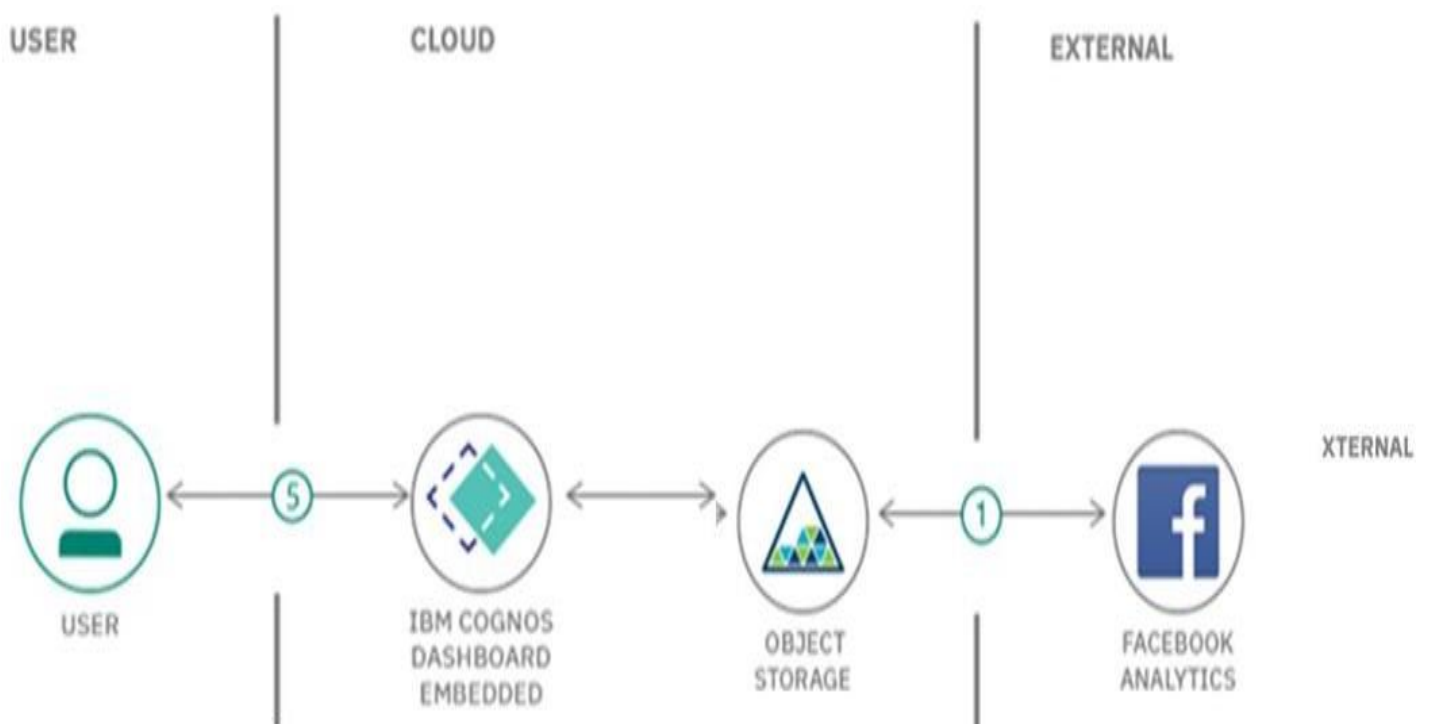 USER
CLOUD
EXTERNAL
XTERNAL
5
1
USER
IBM COGNOS
DASHBOARD
EMBEDDED
OBJECT
STORAGE
FACEBOOK
ANALYTICS